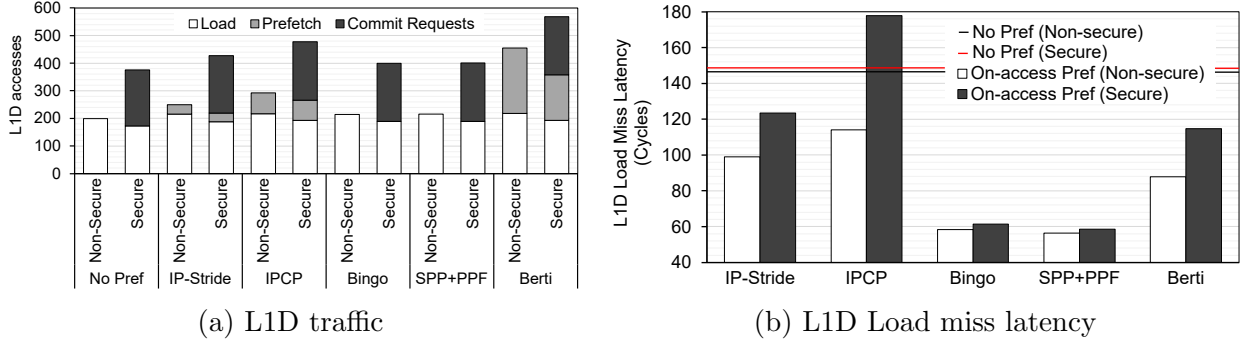 Load Prefetch Commit Requests
L1D accesses
600
500
400
300
200
100
0
Non-Secure Secure Non-Secure Secure Non-Secure Secure Non-Secure Secure Non-Secure Secure Non-Secure Secure
No Pref IP-Stride IPCP Bingo SPP+PPF Berti
(a) L1D traffic
L1D Load Miss Latency
(Cycles)
180
160
140
120
100
80
60
40
No Pref (Non-secure)
No Pref (Secure)
On-access Pref (Non-secure)
On-access Pref (Secure)
IP-Stride IPCP Bingo SPP+PPF Berti
(b) L1D Load miss latency